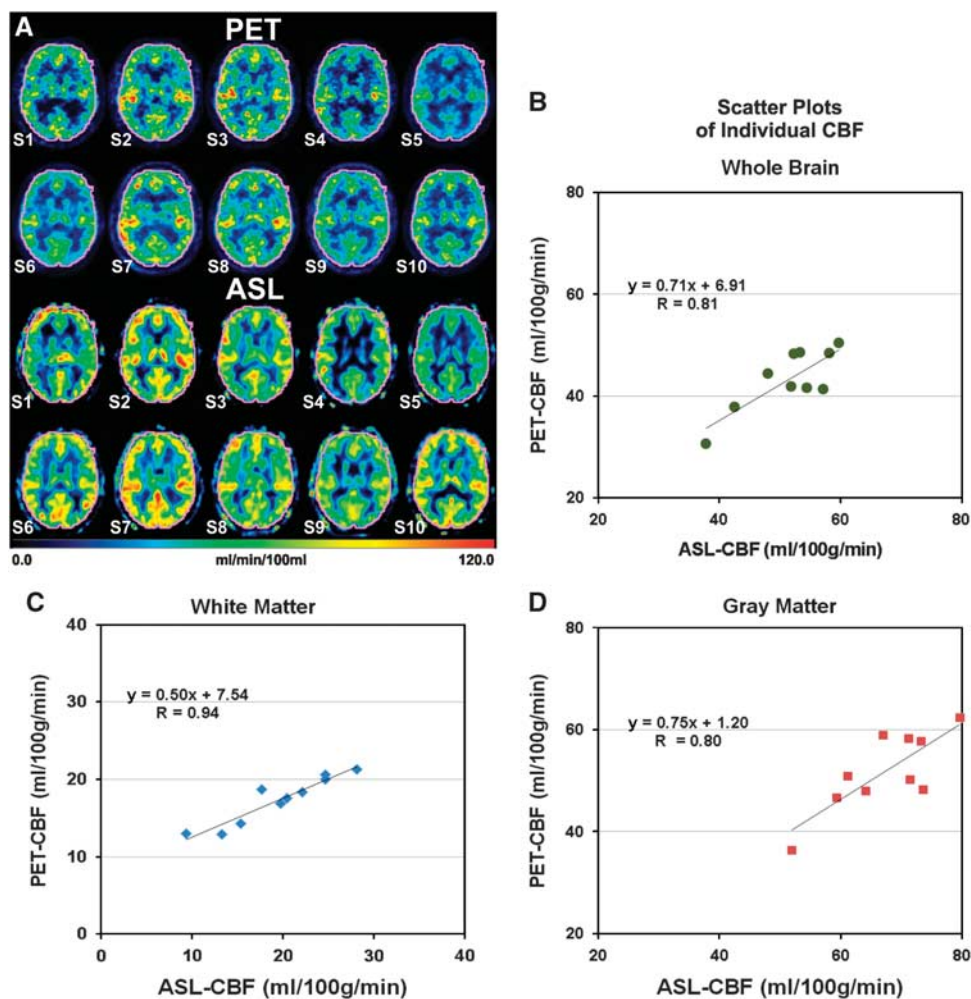 A
PET
S1 S2 S3 S4 S5
S6 S7 S8 S9 S10
ASL
S1 S2 S3 S4 S5
S6 S7 S8 S9 S10
0.0 ml/min/100ml 120.0
B
Scatter Plots
of Individual CBF
Whole Brain
80
60
40
20
PET-CBF (ml/100g/min)
y = 0.71x + 6.91
R = 0.81
20 40 60 80
ASL-CBF (ml/100g/min)
C
White Matter
40
30
20
10
0
PET-CBF (ml/100g/min)
y = 0.50x + 7.54
R = 0.94
0 10 20 30 40
ASL-CBF (ml/100g/min)
D
Gray Matter
80
60
40
20
PET-CBF (ml/100g/min)
y = 0.75x + 1.20
R = 0.80
20 40 60 80
ASL-CBF (ml/100g/min)